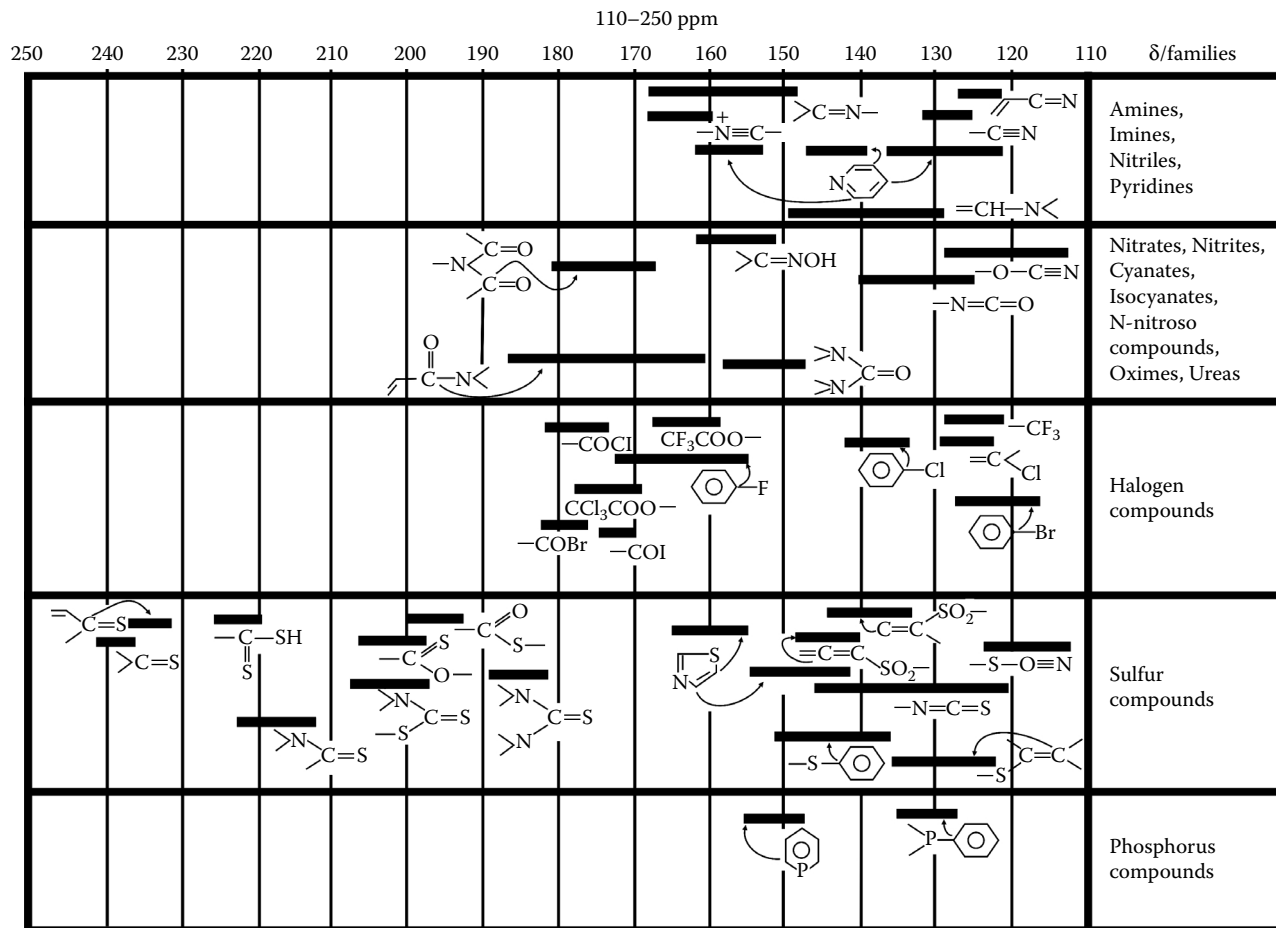 110–250 ppm
250 240 230 220 210 200 190 180 170 160 150 140 130 120 110 δ/families
C=N
C=N—
—C≡N
+
—N≡C—
N
=CH—N
Amines,
Imines,
Nitriles,
Pyridines
C=O
—N
C=O
C=NOH
—O—C≡N
—N=C=O
O
C—N
N
C=O
N
Nitrates, Nitrites,
Cyanates,
Isocyanates,
N-nitroso
compounds,
Oximes, Ureas
—COCl
CF3COO—
—F
—Cl
—CF3
=C
Cl
CCl3COO—
—COBr
—COI
—Br
Halogen
compounds
C=S
C=S
C—SH
S
O
C
S—
S
C
O—
N
C=S
—S
N
C=S
N
N
C=S
S
N
SO2—
C=C
=C=C
SO2—
—S—O≡N
—N=C=S
—S
C=C
—S
Sulfur
compounds
P
P
Phosphorus
compounds